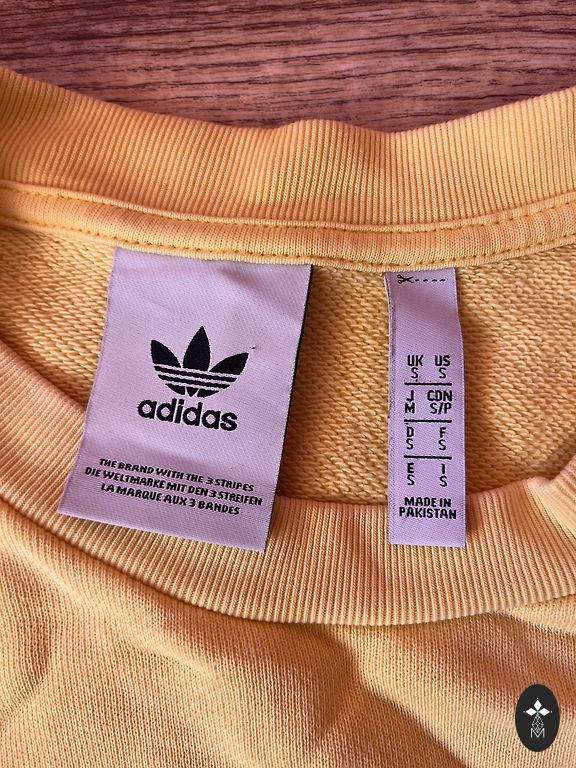 adidas
THE BRAND WITH THE 3 STRIPES
DIE WELTMARKE MIT DEN 3 STREIFEN
LA MARQUE AUX 3 BANDES
UK US
S S
J CDN
M S/P
D F
S S
E I
S S
MADE IN
PAKISTAN
M